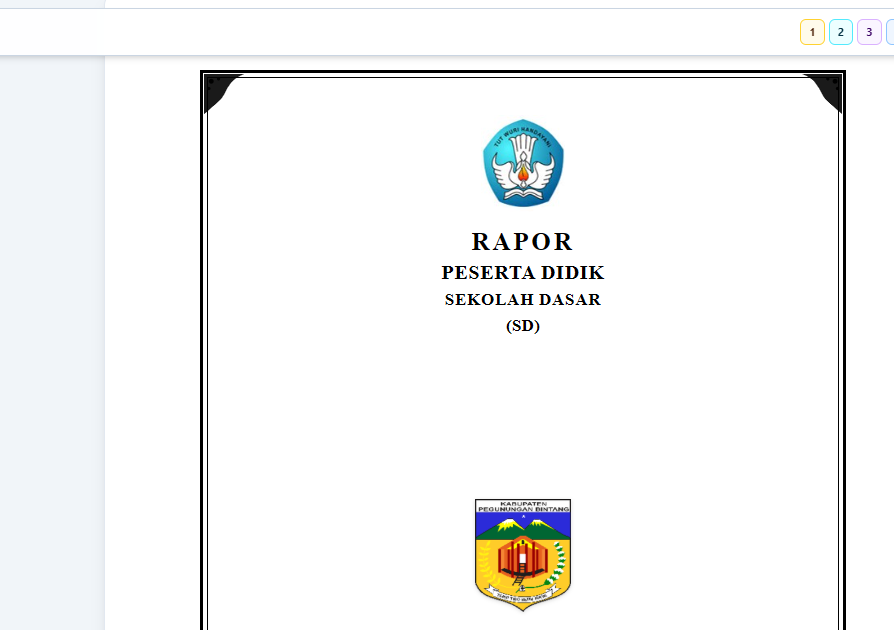 1 2 3
TUT WURI HANDAYANI
RAPOR
PESERTA DIDIK
SEKOLAH DASAR
(SD)
KABUPATEN
PEGUNUNGAN BINTANG